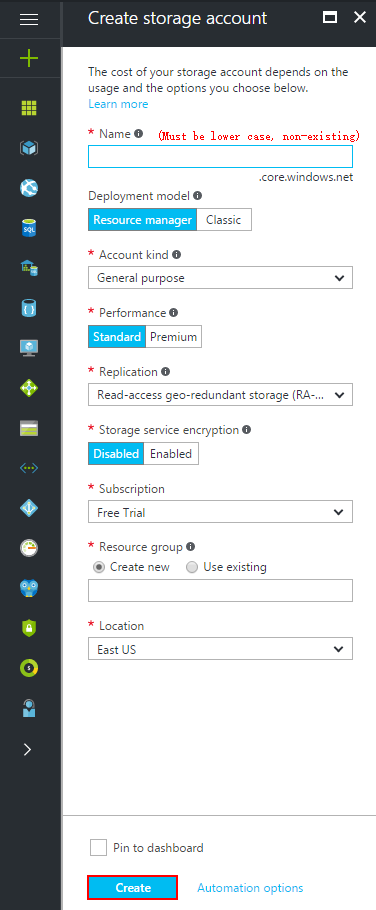 Create storage account
The cost of your storage account depends on the
usage and the options you choose below.
Learn more
* Name (Must be lower case, non-existing)
.core.windows.net
Deployment model
Resource manager Classic
* Account kind
General purpose
* Performance
Standard Premium
* Replication
Read-access geo-redundant storage (RA-...
* Storage service encryption
Disabled Enabled
* Subscription
Free Trial
* Resource group
Create new Use existing
* Location
East US
Pin to dashboard
Create Automation options